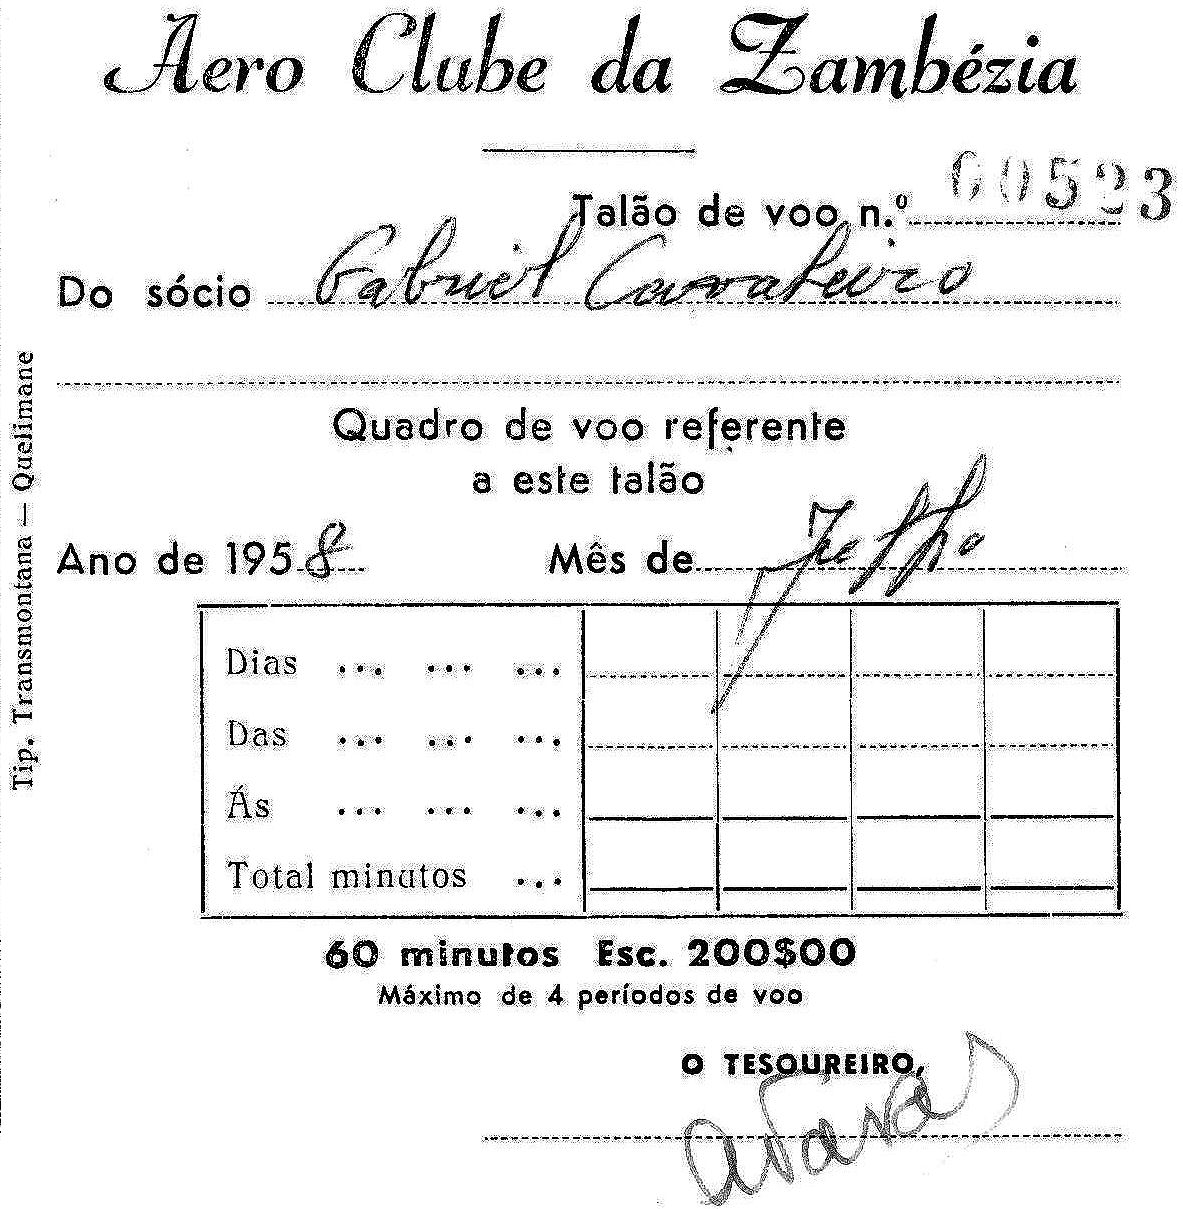 Aero Clube da Zambézia
Talão de voo n.º 00523
Do sócio Gabriel Cavaleiro
Quadro de voo referente
a este talão
Ano de 1958 Mês de Julho
Dias ... ... ...
Das ... ... ...
Ás ... ... ...
Total minutos ...
60 minutos Esc. 200$00
Máximo de 4 períodos de voo
O TESOUREIRO,
Tip. Transmontana — Quelimane